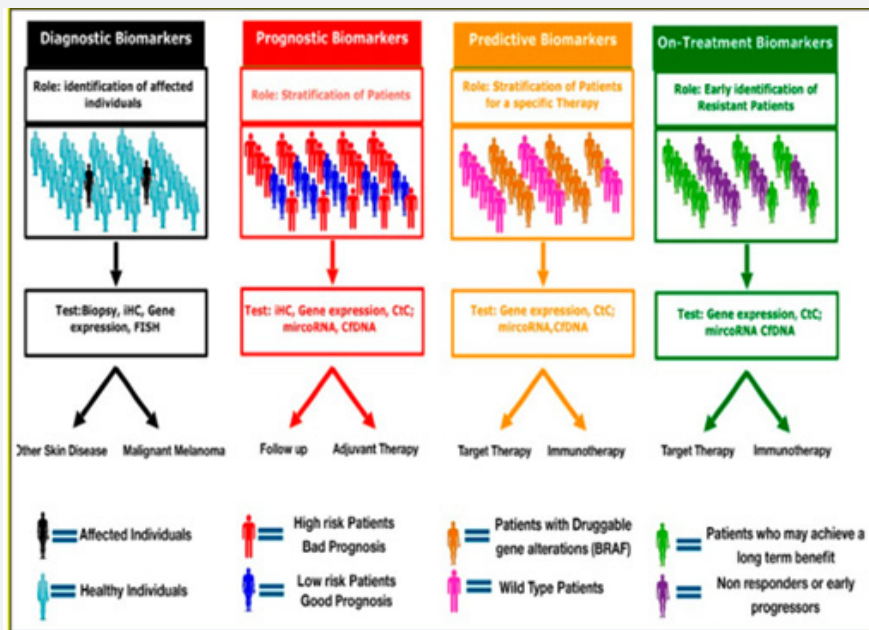 Diagnostic Biomarkers
Role: identification of affected
individuals
Test:Biopsy, iHC, Gene
expression, FISH
Other Skin Disease
Malignant Melanoma
Prognostic Biomarkers
Role: Stratification of Patients
Test: iHC, Gene expression, CtC;
mircoRNA, CfDNA
Follow up
Adjuvant Therapy
Predictive Biomarkers
Role: Stratification of Patients
for a specific Therapy
Test: Gene expression, CtC;
mircoRNA,CfDNA
Target Therapy
Immunotherapy
On-Treatment Biomarkers
Role: Early identification of
Resistant Patients
Test: Gene expression, CtC;
mircoRNA CfDNA
Target Therapy
Immunotherapy
Affected Individuals
Healthy Individuals
High risk Patients
Bad Prognosis
Low risk Patients
Good Prognosis
Patients with Druggable
gene alterations (BRAF)
Wild Type Patients
Patients who may achieve a
long term benefit
Non responders or early
progressors